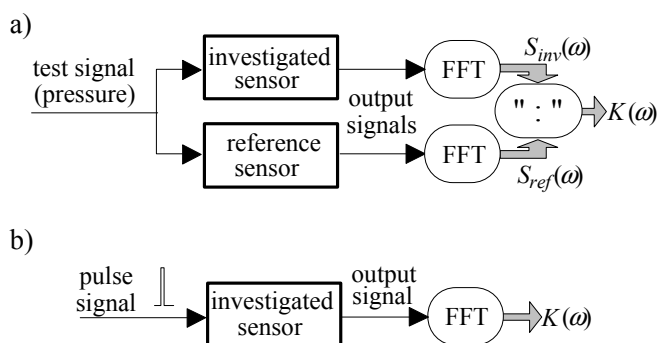 a)
test signal
(pressure)
investigated
sensor
reference
sensor
output
signals
FFT
FFT
S_inv(ω)
" : "
K(ω)
S_ref(ω)
b)
pulse
signal
investigated
sensor
output
signal
FFT
K(ω)